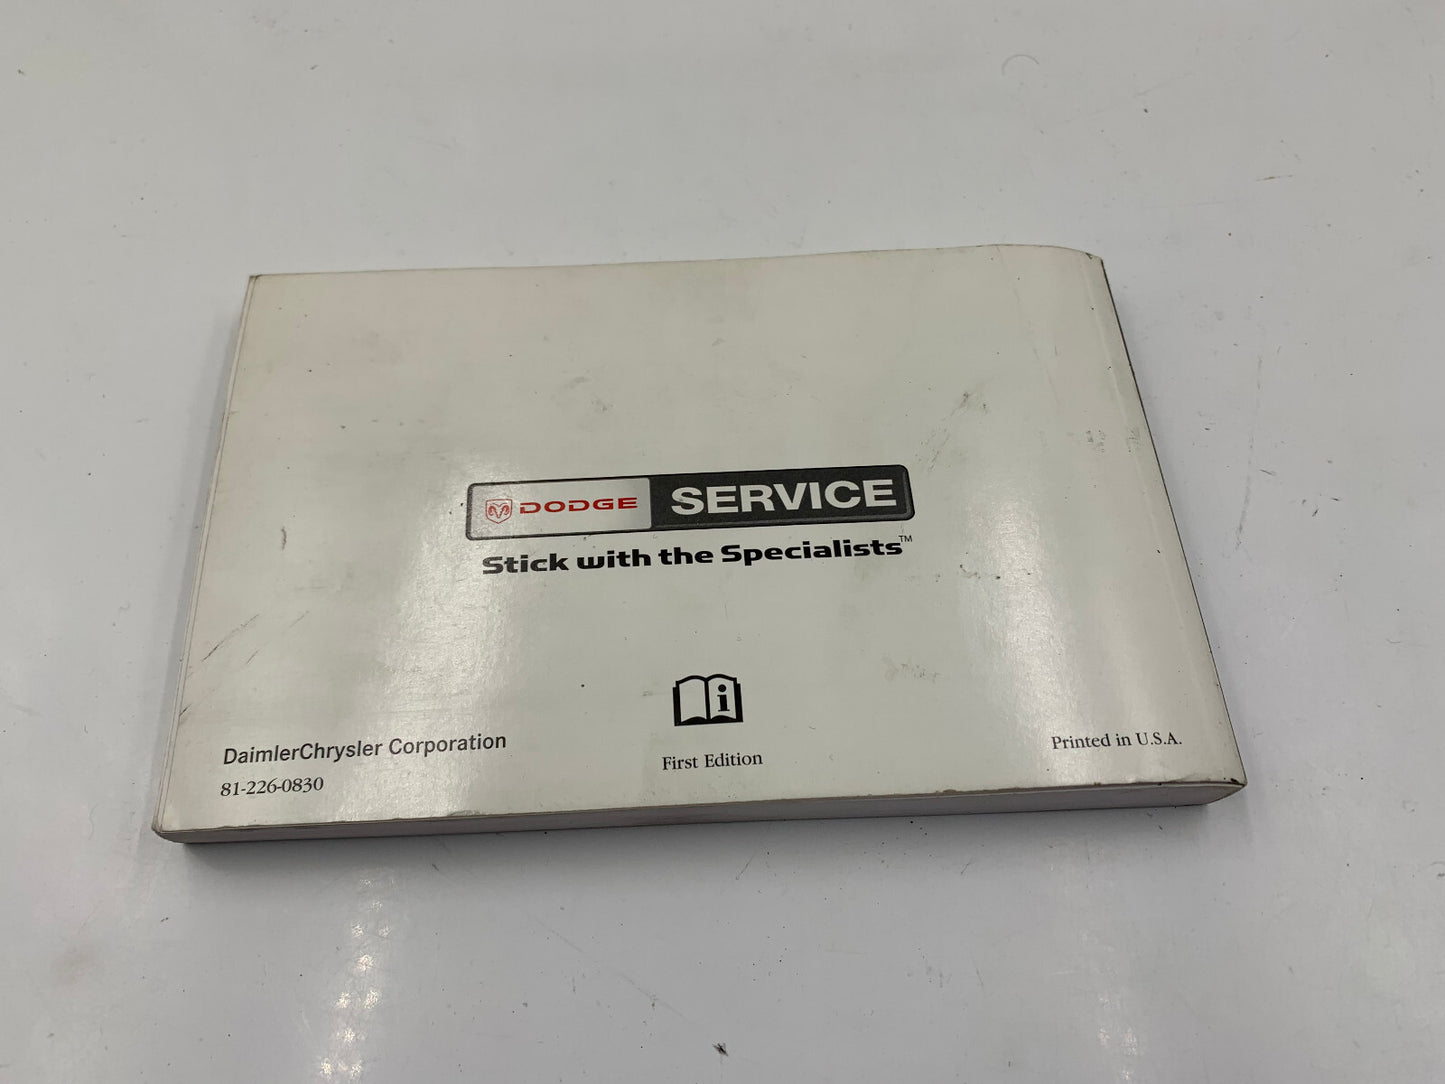 DODGE SERVICE
Stick with the Specialists™
i
First Edition
DaimlerChrysler Corporation
81-226-0830
Printed in U.S.A.